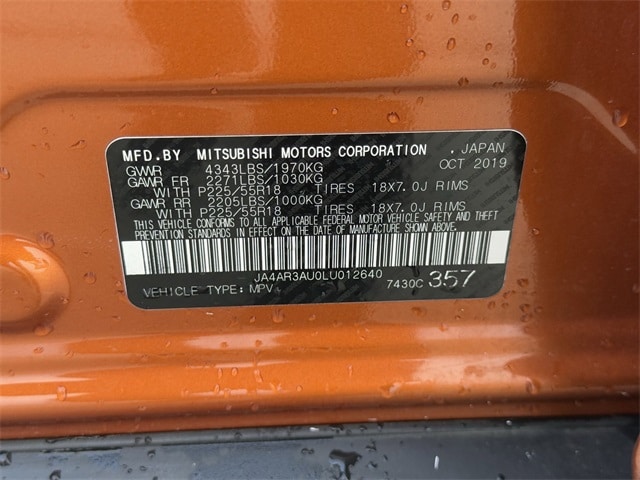 MFD.BY MITSUBISHI MOTORS CORPORATION . JAPAN
GVWR 4343LBS/1970KG OCT 2019
GAWR FR 2271LBS/1030KG
WITH P225/55R18 TIRES 18X7.0J RIMS
GAWR RR 2205LBS/1000KG
WITH P225/55R18 TIRES 18X7.0J RIMS
THIS VEHICLE CONFORMS TO ALL APPLICABLE FEDERAL MOTOR VEHICLE SAFETY AND THEFT
PREVENTION STANDARDS IN EFFECT ON THE DATE OF MANUFACTURE SHOWN ABOVE.
JA4AR3AU0LU012640
VEHICLE TYPE: MPV 7430C 357